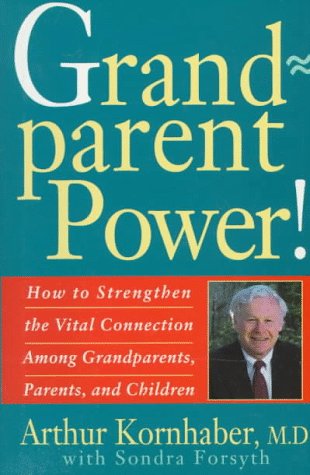 Grand~
parent
Power!
How to Strengthen
the Vital Connection
Among Grandparents,
Parents, and Children
Arthur Kornhaber, M.D.
with Sondra Forsyth